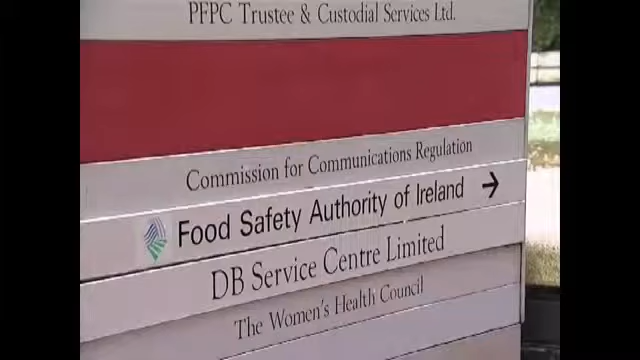 PFPC Trustee & Custodial Services Ltd.
Commission for Communications Regulation
Food Safety Authority of Ireland →
DB Service Centre Limited
The Women's Health Council